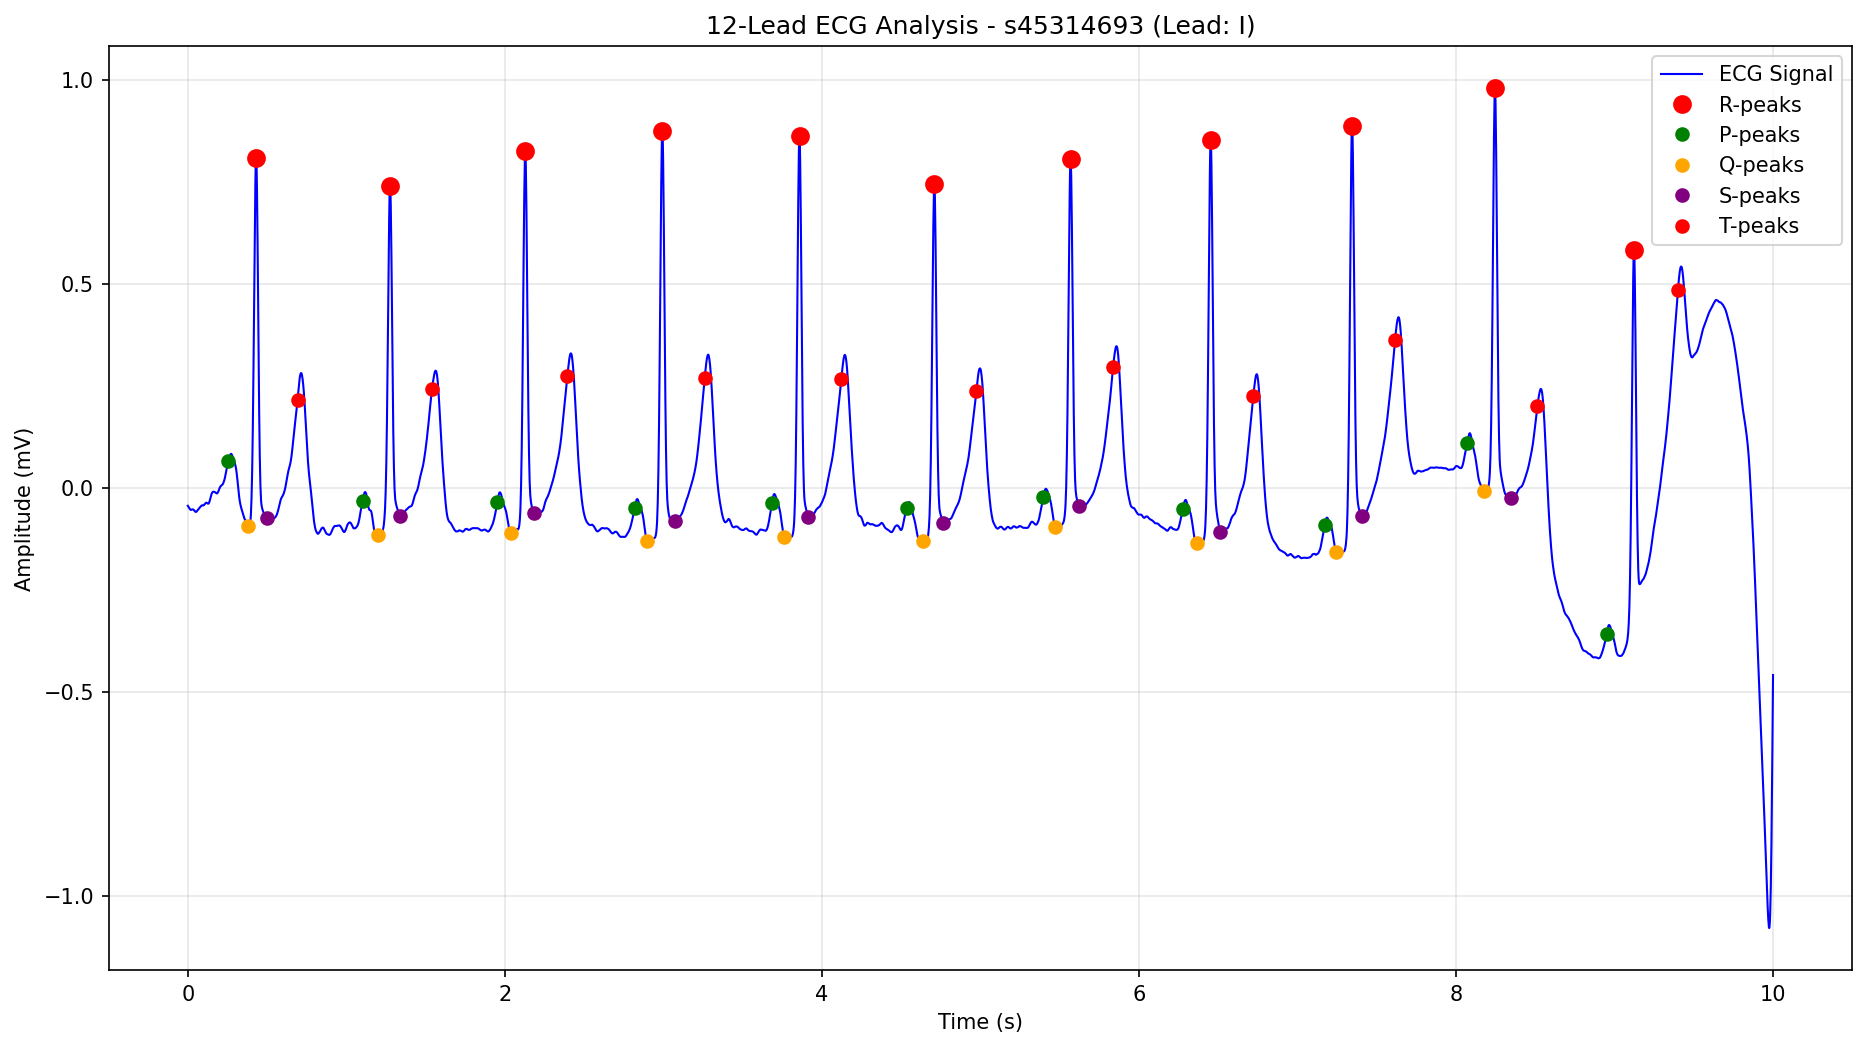 12-Lead ECG Analysis - s45314693 (Lead: I)
ECG Signal
R-peaks
P-peaks
Q-peaks
S-peaks
T-peaks
Amplitude (mV)
1.0
0.5
0.0
−0.5
−1.0
0 2 4 6 8 10
Time (s)